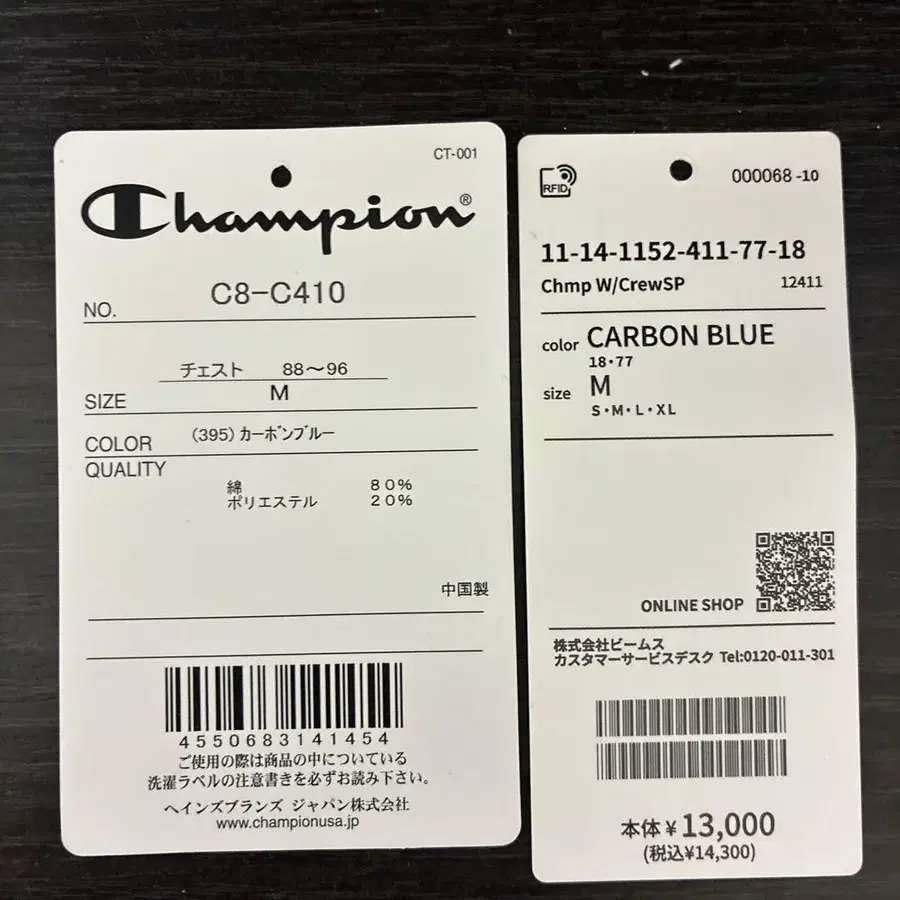 CT-001
Champion®
NO. C8-C410
チェスト 88～96
SIZE M
COLOR (395) カーボンブルー
QUALITY
綿 80%
ポリエステル 20%
中国製
4550683141454
ご使用の際は商品の中についている
洗濯ラベルの注意書きを必ずお読み下さい。
ヘインズブランズ ジャパン株式会社
www.championusa.jp
RFID
000068-10
11-14-1152-411-77-18
Chmp W/CrewSP 12411
color CARBON BLUE
18・77
size M
S・M・L・XL
ONLINE SHOP
株式会社ビームス
カスタマーサービスデスク Tel:0120-011-301
本体¥13,000
(税込¥14,300)